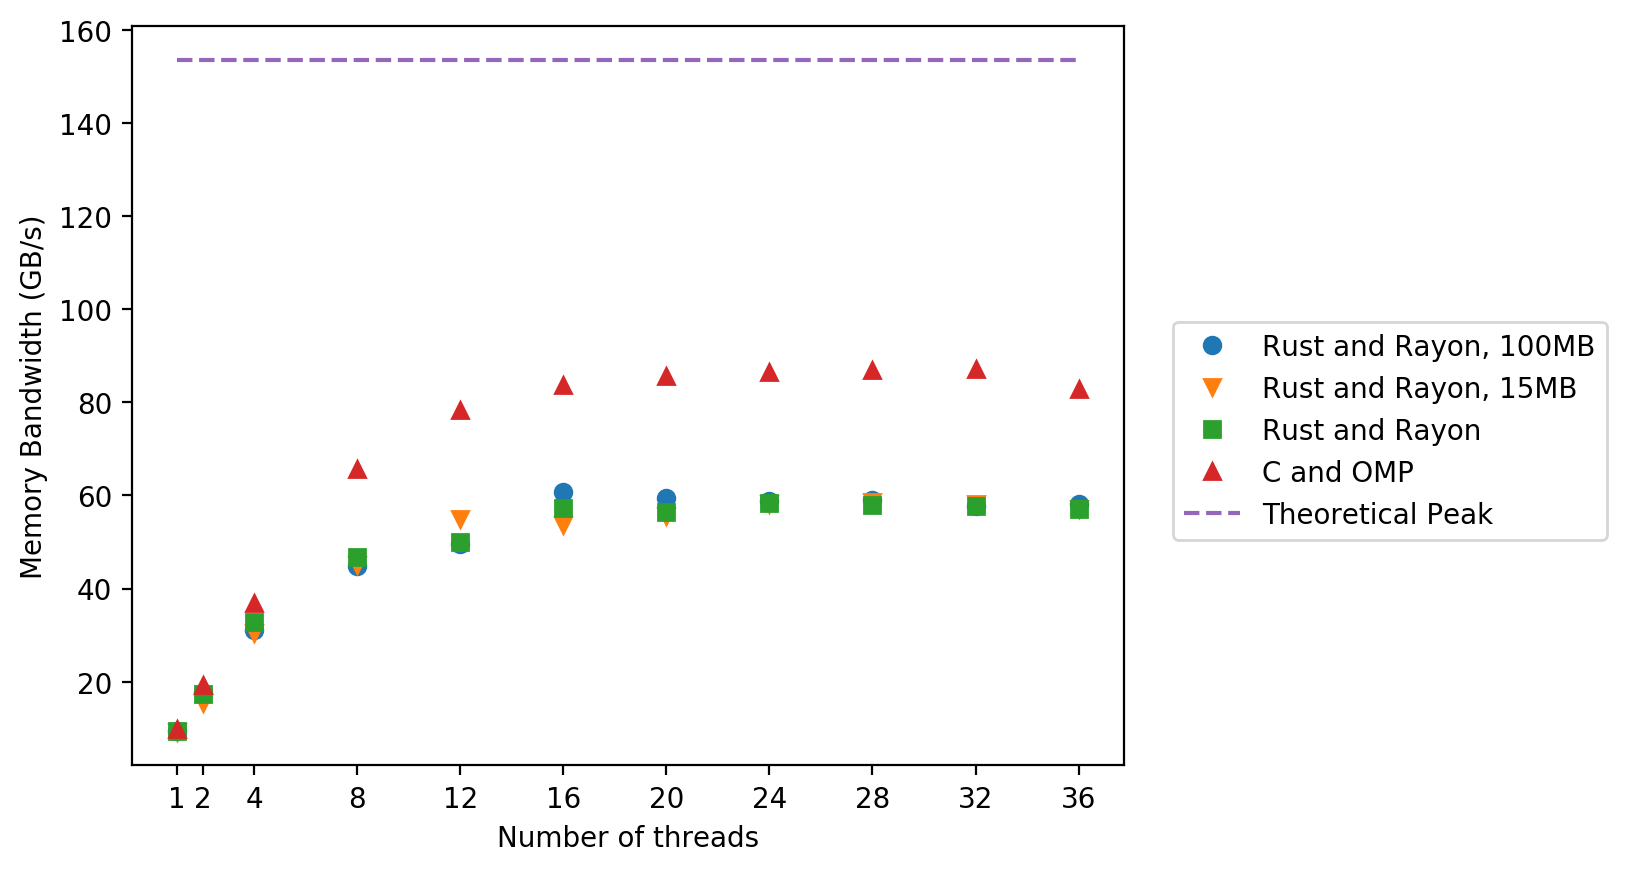 160
140
120
100
80
60
40
20
Memory Bandwidth (GB/s)
1 2 4 8 12 16 20 24 28 32 36
Number of threads
Rust and Rayon, 100MB
Rust and Rayon, 15MB
Rust and Rayon
C and OMP
Theoretical Peak